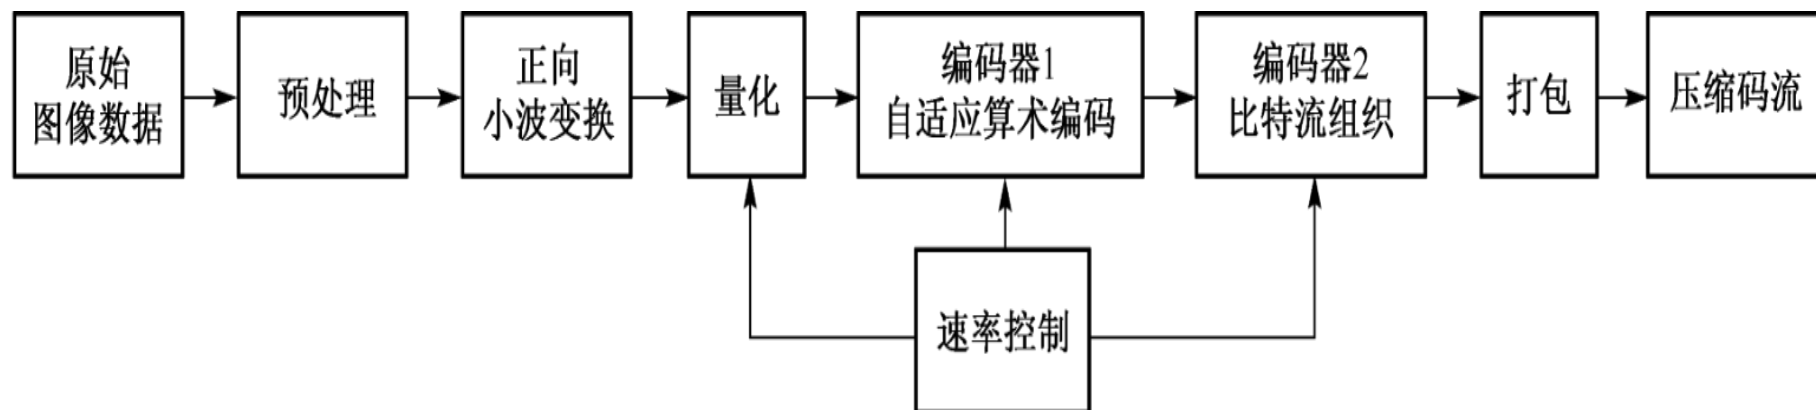 原始
图像数据
预处理
正向
小波变换
量化
编码器1
自适应算术编码
编码器2
比特流组织
打包
压缩码流
速率控制